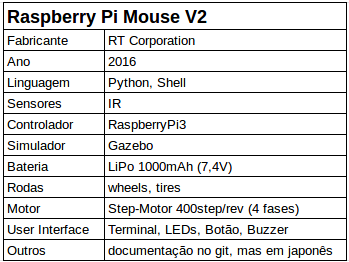 Raspberry Pi Mouse V2
Fabricante RT Corporation
Ano 2016
Linguagem Python, Shell
Sensores IR
Controlador RaspberryPi3
Simulador Gazebo
Bateria LiPo 1000mAh (7,4V)
Rodas wheels, tires
Motor Step-Motor 400step/rev (4 fases)
User Interface Terminal, LEDs, Botão, Buzzer
Outros documentação no git, mas em japonês